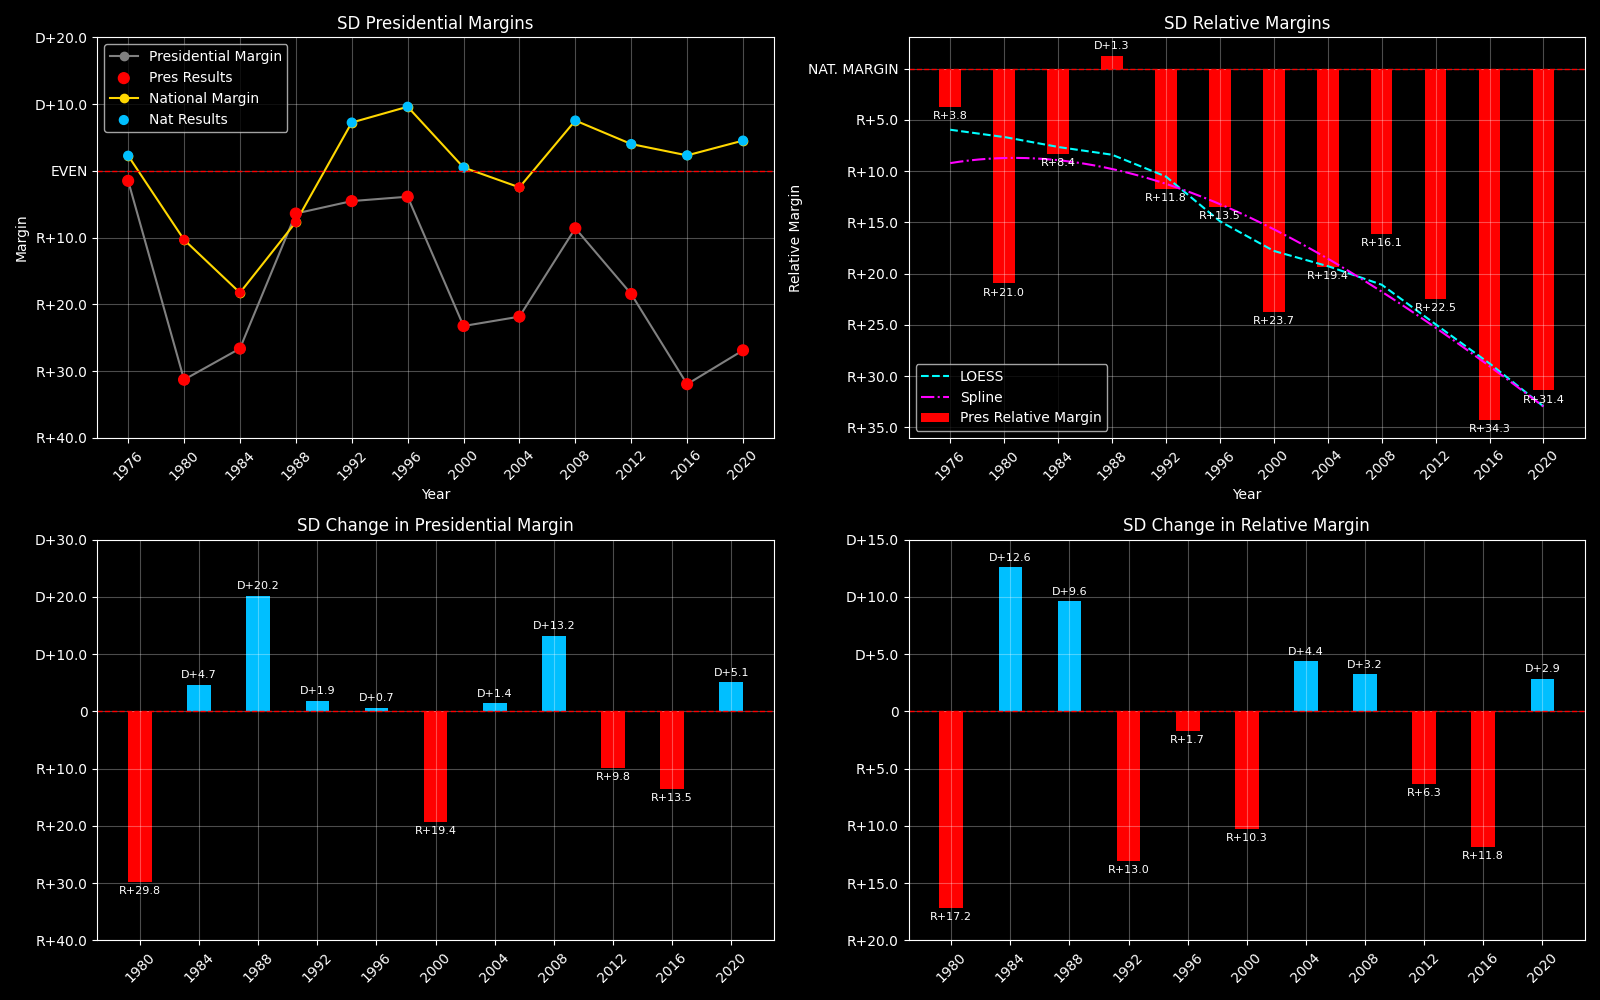 SD Presidential Margins
D+20.0
D+10.0
EVEN
R+10.0
R+20.0
R+30.0
R+40.0
Margin
Presidential Margin
Pres Results
National Margin
Nat Results
1976 1980 1984 1988 1992 1996 2000 2004 2008 2012 2016 2020
Year
SD Relative Margins
NAT. MARGIN
R+5.0
R+10.0
R+15.0
R+20.0
R+25.0
R+30.0
R+35.0
Relative Margin
R+3.8
R+21.0
R+8.4
D+1.3
R+11.8
R+13.5
R+23.7
R+19.4
R+16.1
R+22.5
R+34.3
R+31.4
LOESS
Spline
Pres Relative Margin
1976 1980 1984 1988 1992 1996 2000 2004 2008 2012 2016 2020
Year
SD Change in Presidential Margin
D+30.0
D+20.0
D+10.0
0
R+10.0
R+20.0
R+30.0
R+40.0
R+29.8
D+4.7
D+20.2
D+1.9
D+0.7
R+19.4
D+1.4
D+13.2
R+9.8
R+13.5
D+5.1
1980 1984 1988 1992 1996 2000 2004 2008 2012 2016 2020
SD Change in Relative Margin
D+15.0
D+10.0
D+5.0
0
R+5.0
R+10.0
R+15.0
R+20.0
R+17.2
D+12.6
D+9.6
R+13.0
R+1.7
R+10.3
D+4.4
D+3.2
R+6.3
R+11.8
D+2.9
1980 1984 1988 1992 1996 2000 2004 2008 2012 2016 2020